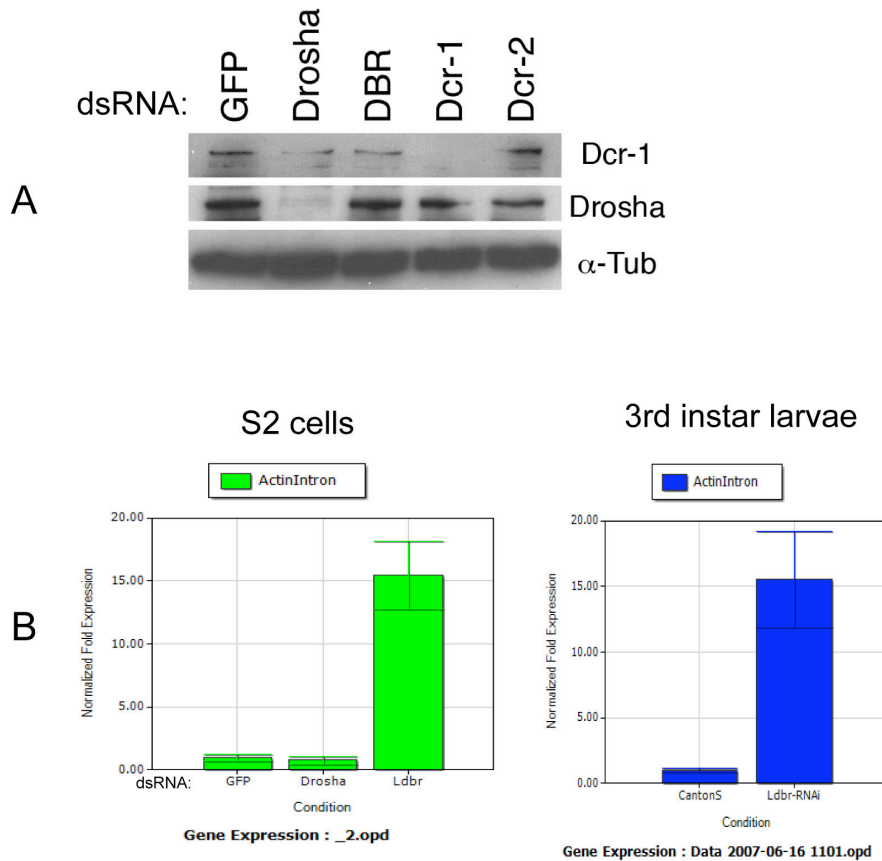 dsRNA: GFP Drosha DBR Dcr-1 Dcr-2
Dcr-1
A
Drosha
α-Tub
B
S2 cells
ActinIntron
Normalized Fold Expression
20.00
15.00
10.00
5.00
0.00
dsRNA: GFP Drosha Ldbr
Condition
Gene Expression : _2.opd
3rd instar larvae
ActinIntron
Normalized Fold Expression
20.00
15.00
10.00
5.00
0.00
CantonS Ldbr-RNAi
Condition
Gene Expression : Data 2007-06-16 1101.opd